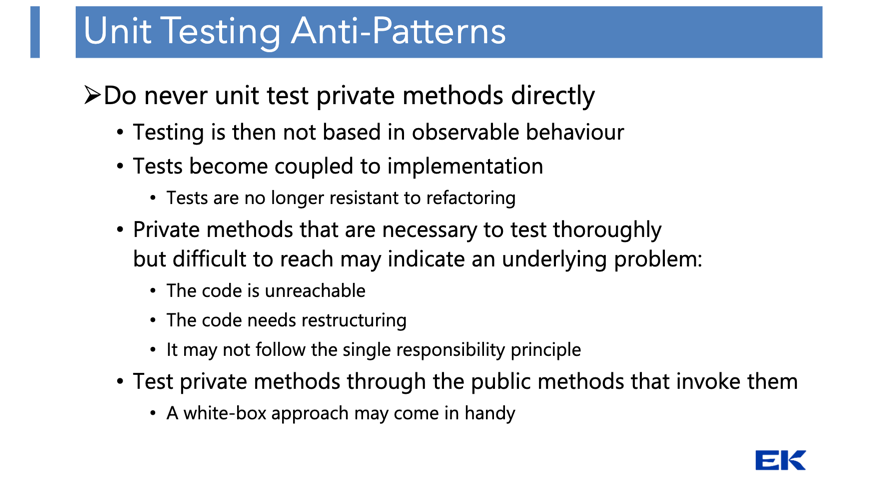 Unit Testing Anti-Patterns
➢Do never unit test private methods directly
• Testing is then not based in observable behaviour
• Tests become coupled to implementation
• Tests are no longer resistant to refactoring
• Private methods that are necessary to test thoroughly
but difficult to reach may indicate an underlying problem:
• The code is unreachable
• The code needs restructuring
• It may not follow the single responsibility principle
• Test private methods through the public methods that invoke them
• A white-box approach may come in handy
EK